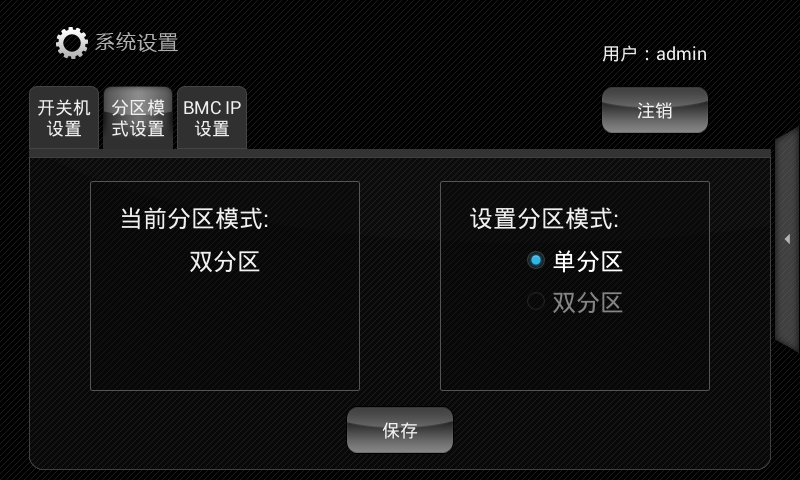 系统设置
用户：admin
开关机
设置
分区模
式设置
BMC IP
设置
注销
当前分区模式:
双分区
设置分区模式:
单分区
双分区
保存